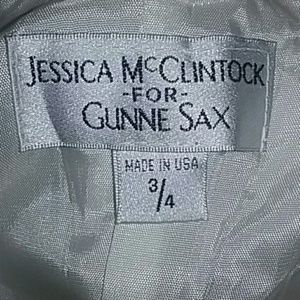 JESSICA MCCLINTOCK
-FOR-
GUNNE SAX
MADE IN USA
3/4